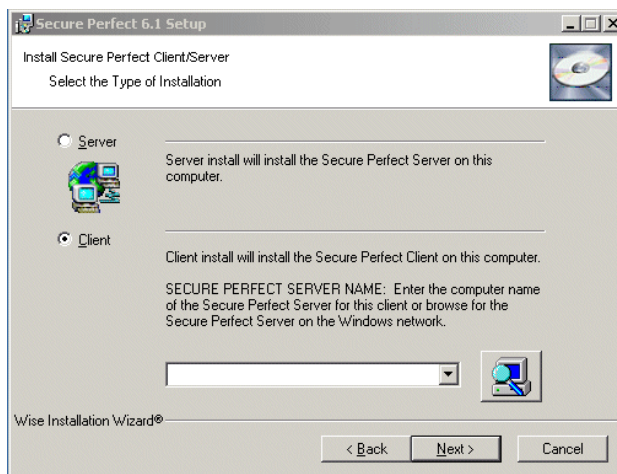 Secure Perfect 6.1 Setup
Install Secure Perfect Client/Server
Select the Type of Installation
Server
Server install will install the Secure Perfect Server on this
computer.
Client
Client install will install the Secure Perfect Client on this computer.
SECURE PERFECT SERVER NAME: Enter the computer name
of the Secure Perfect Server for this client or browse for the
Secure Perfect Server on the Windows network.
Wise Installation Wizard®
< Back Next > Cancel